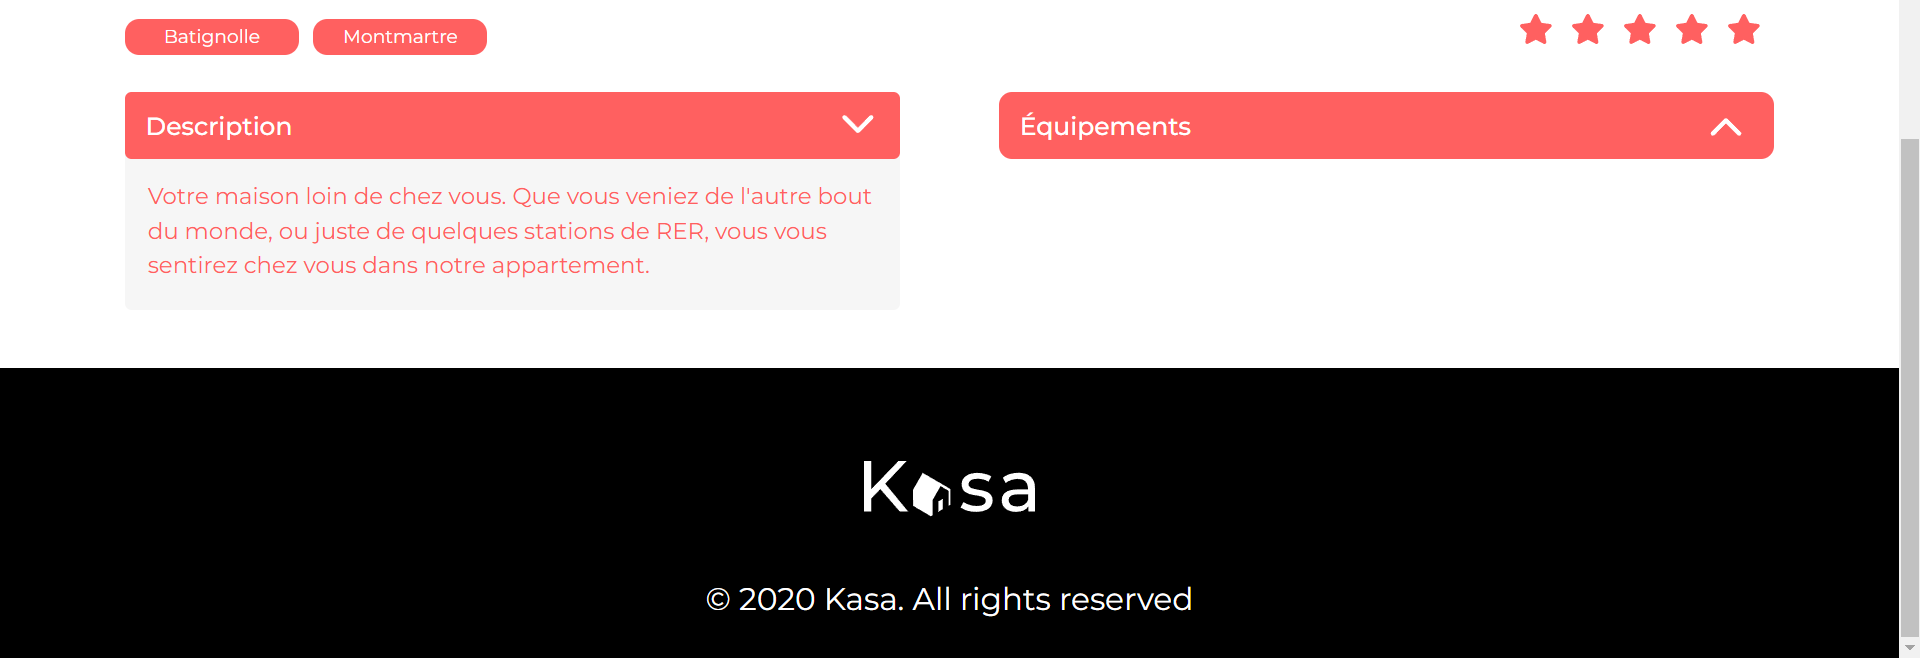 Batignolle
Montmartre
Description
Votre maison loin de chez vous. Que vous veniez de l'autre bout
du monde, ou juste de quelques stations de RER, vous vous
sentirez chez vous dans notre appartement.
Équipements
Kasa
© 2020 Kasa. All rights reserved